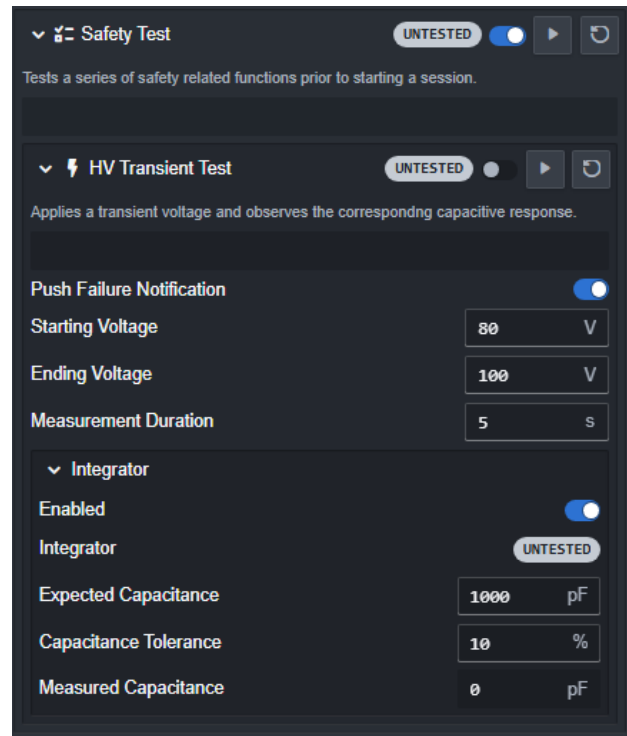 Safety Test UNTESTED
Tests a series of safety related functions prior to starting a session.
HV Transient Test UNTESTED
Applies a transient voltage and observes the correspondng capacitive response.
Push Failure Notification
Starting Voltage 80 V
Ending Voltage 100 V
Measurement Duration 5 s
Integrator
Enabled
Integrator UNTESTED
Expected Capacitance 1000 pF
Capacitance Tolerance 10 %
Measured Capacitance 0 pF